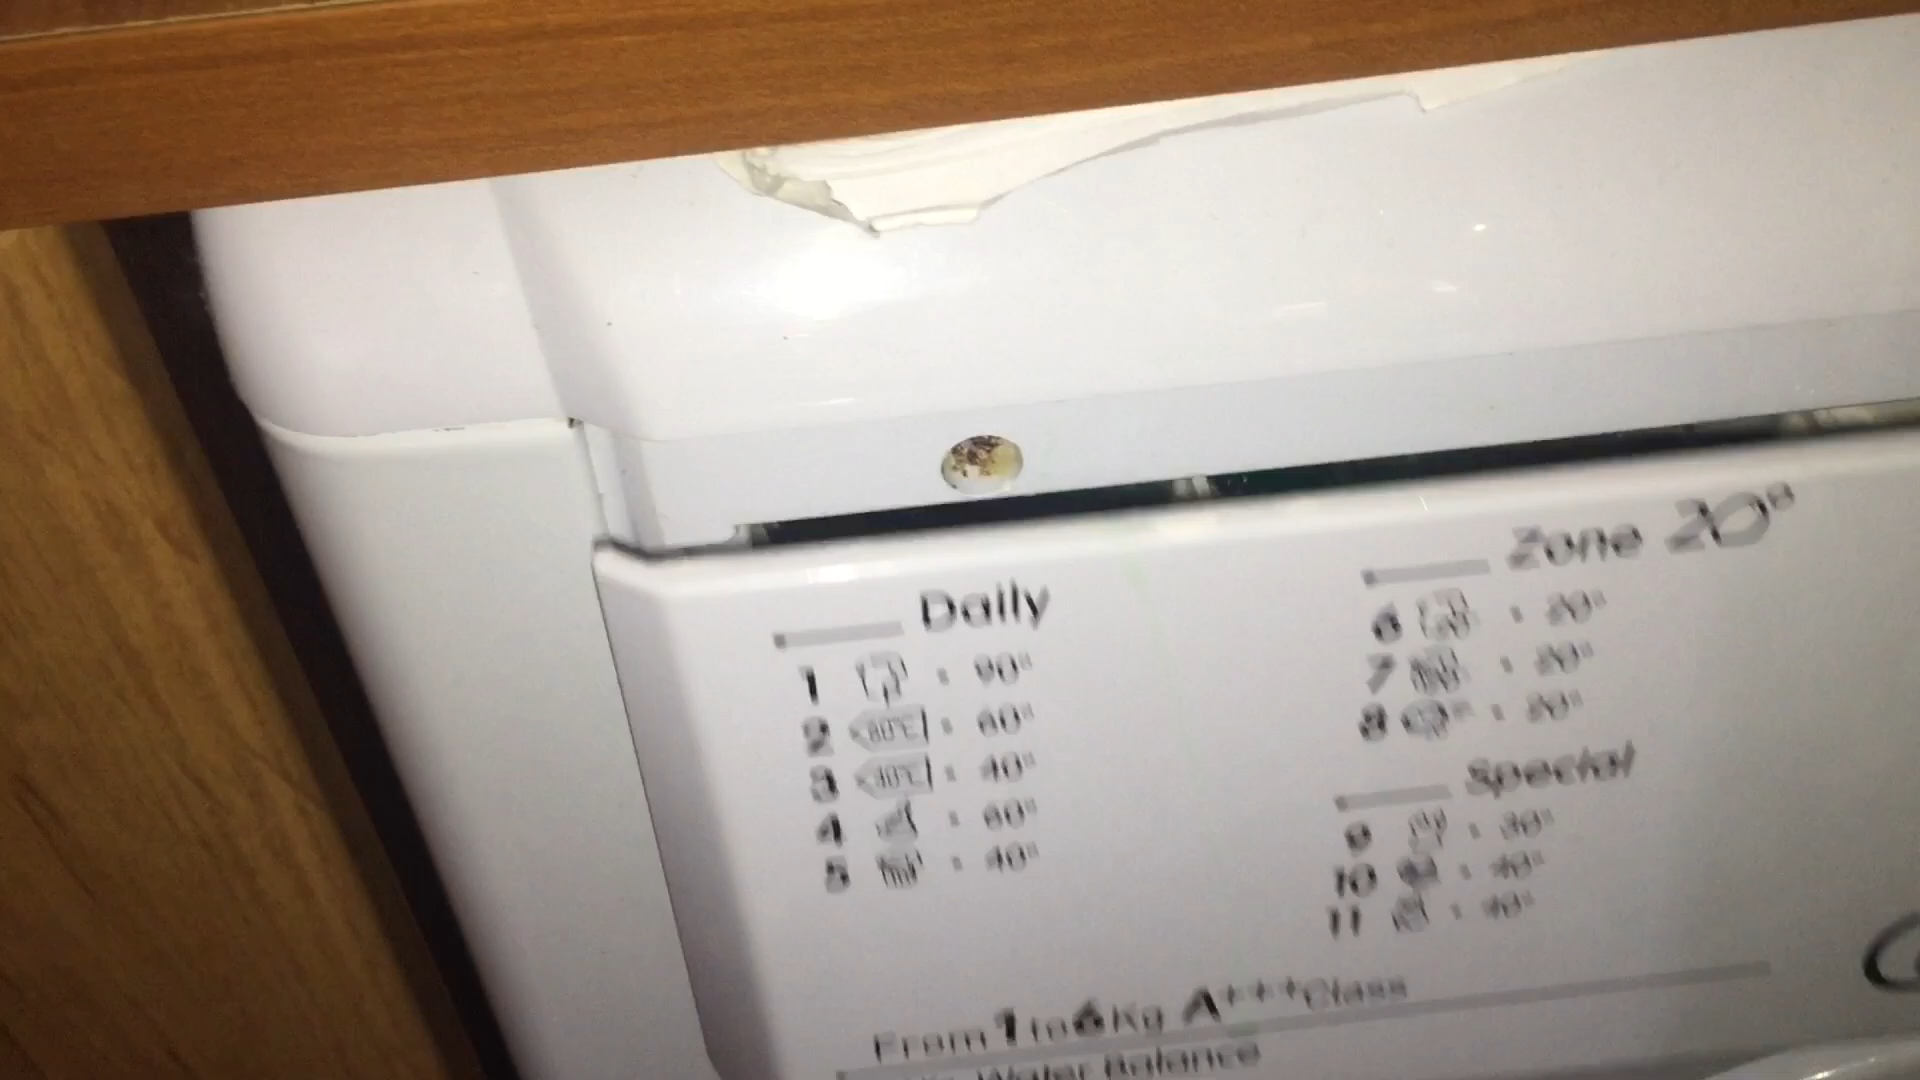 Daily
1 90°
2 60°C 60°
3 40°C 40°
4 60°
5 40°
Zone 20°
6 20 20°
7 20°
8 20°
Special
9 30°
10 40°
11 40°
From 1 to 6 Kg A+++ Class
Water Balance